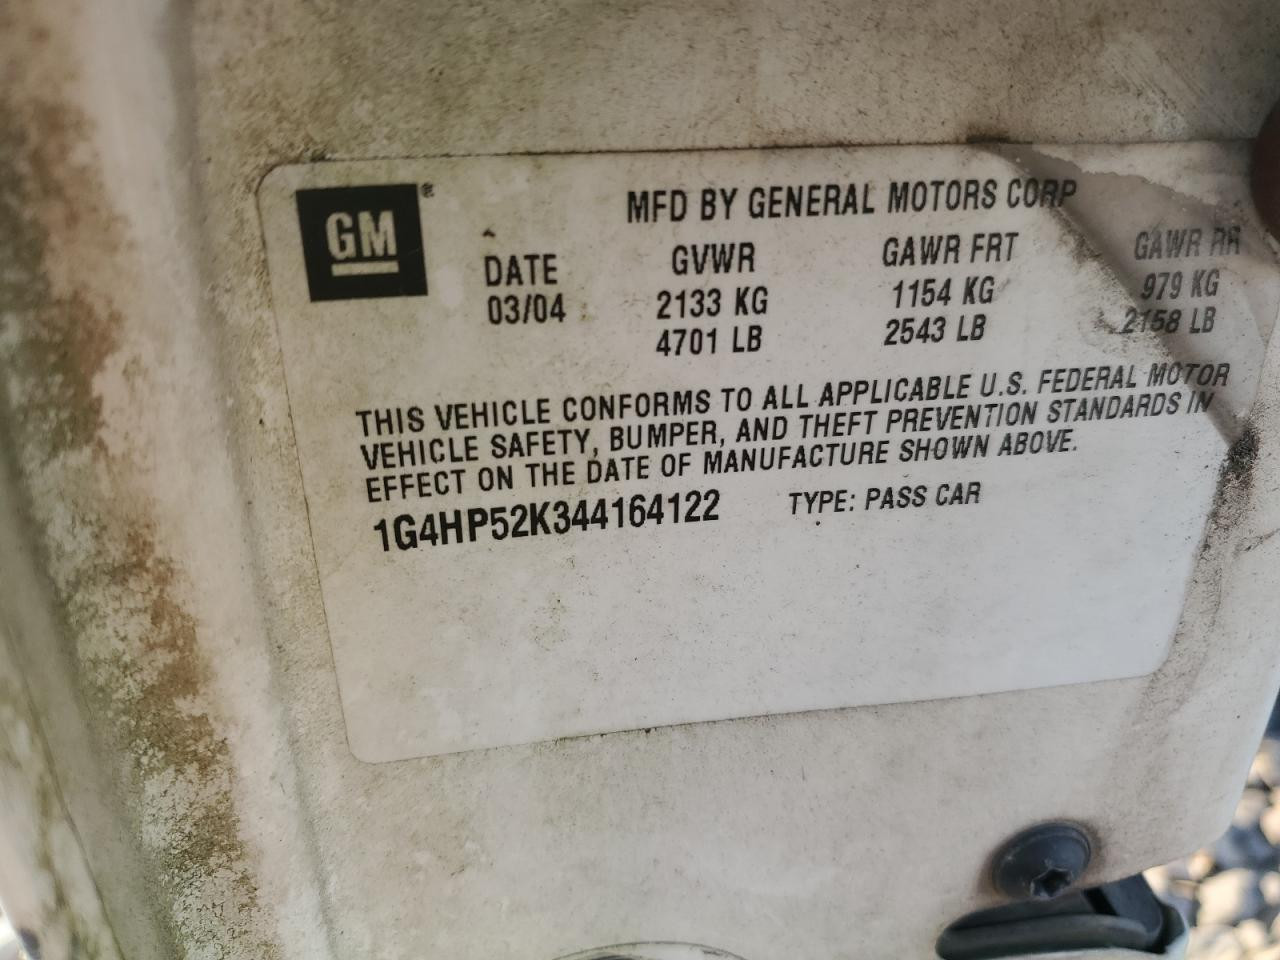 GM®
MFD BY GENERAL MOTORS CORP
DATE GVWR GAWR FRT GAWR RR
03/04 2133 KG 1154 KG 979 KG
4701 LB 2543 LB 2158 LB
THIS VEHICLE CONFORMS TO ALL APPLICABLE U.S. FEDERAL MOTOR
VEHICLE SAFETY, BUMPER, AND THEFT PREVENTION STANDARDS IN
EFFECT ON THE DATE OF MANUFACTURE SHOWN ABOVE.
1G4HP52K344164122 TYPE: PASS CAR